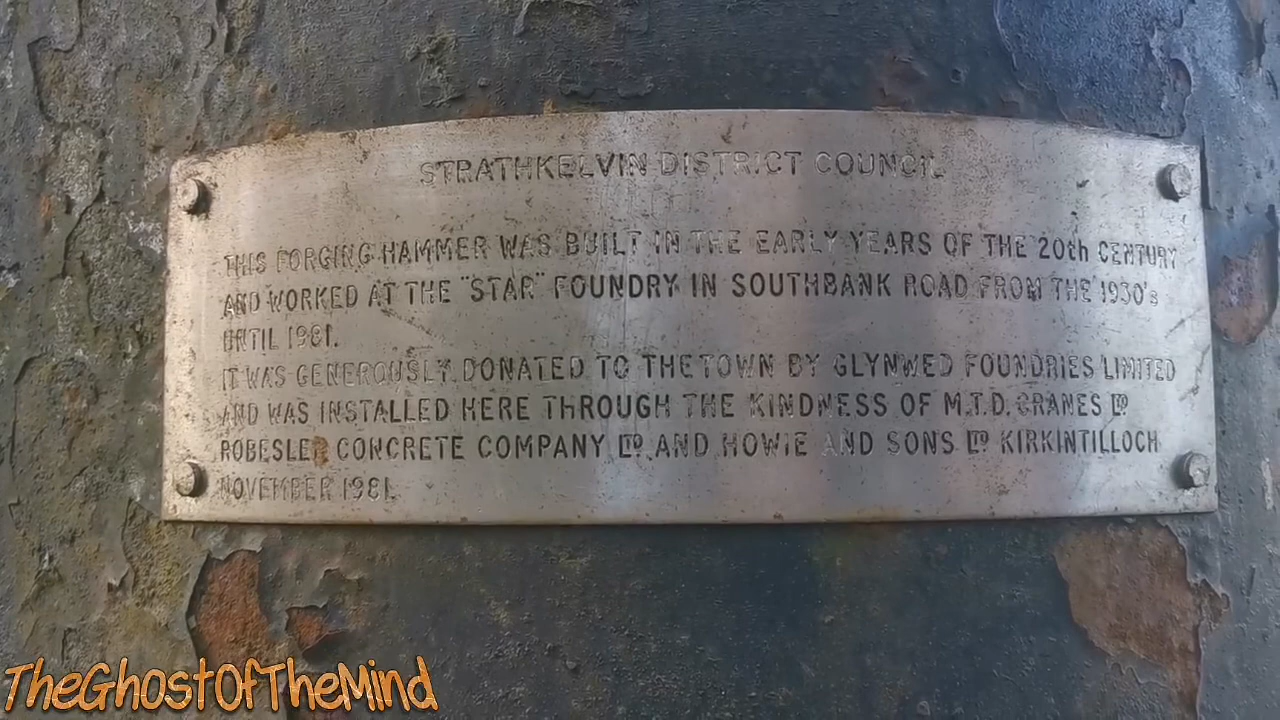 STRATHKELVIN DISTRICT COUNCIL
THIS FORGING HAMMER WAS BUILT IN THE EARLY YEARS OF THE 20th CENTURY
AND WORKED AT THE "STAR" FOUNDRY IN SOUTHBANK ROAD FROM THE 1930's
UNTIL 1981.
IT WAS GENEROUSLY DONATED TO THE TOWN BY GLYNWED FOUNDRIES LIMITED
AND WAS INSTALLED HERE THROUGH THE KINDNESS OF M.T.D. CRANES LTD
ROBESLEE CONCRETE COMPANY LTD. AND HOWIE AND SONS LTD KIRKINTILLOCH
NOVEMBER 1981.
TheGhostOfTheMind